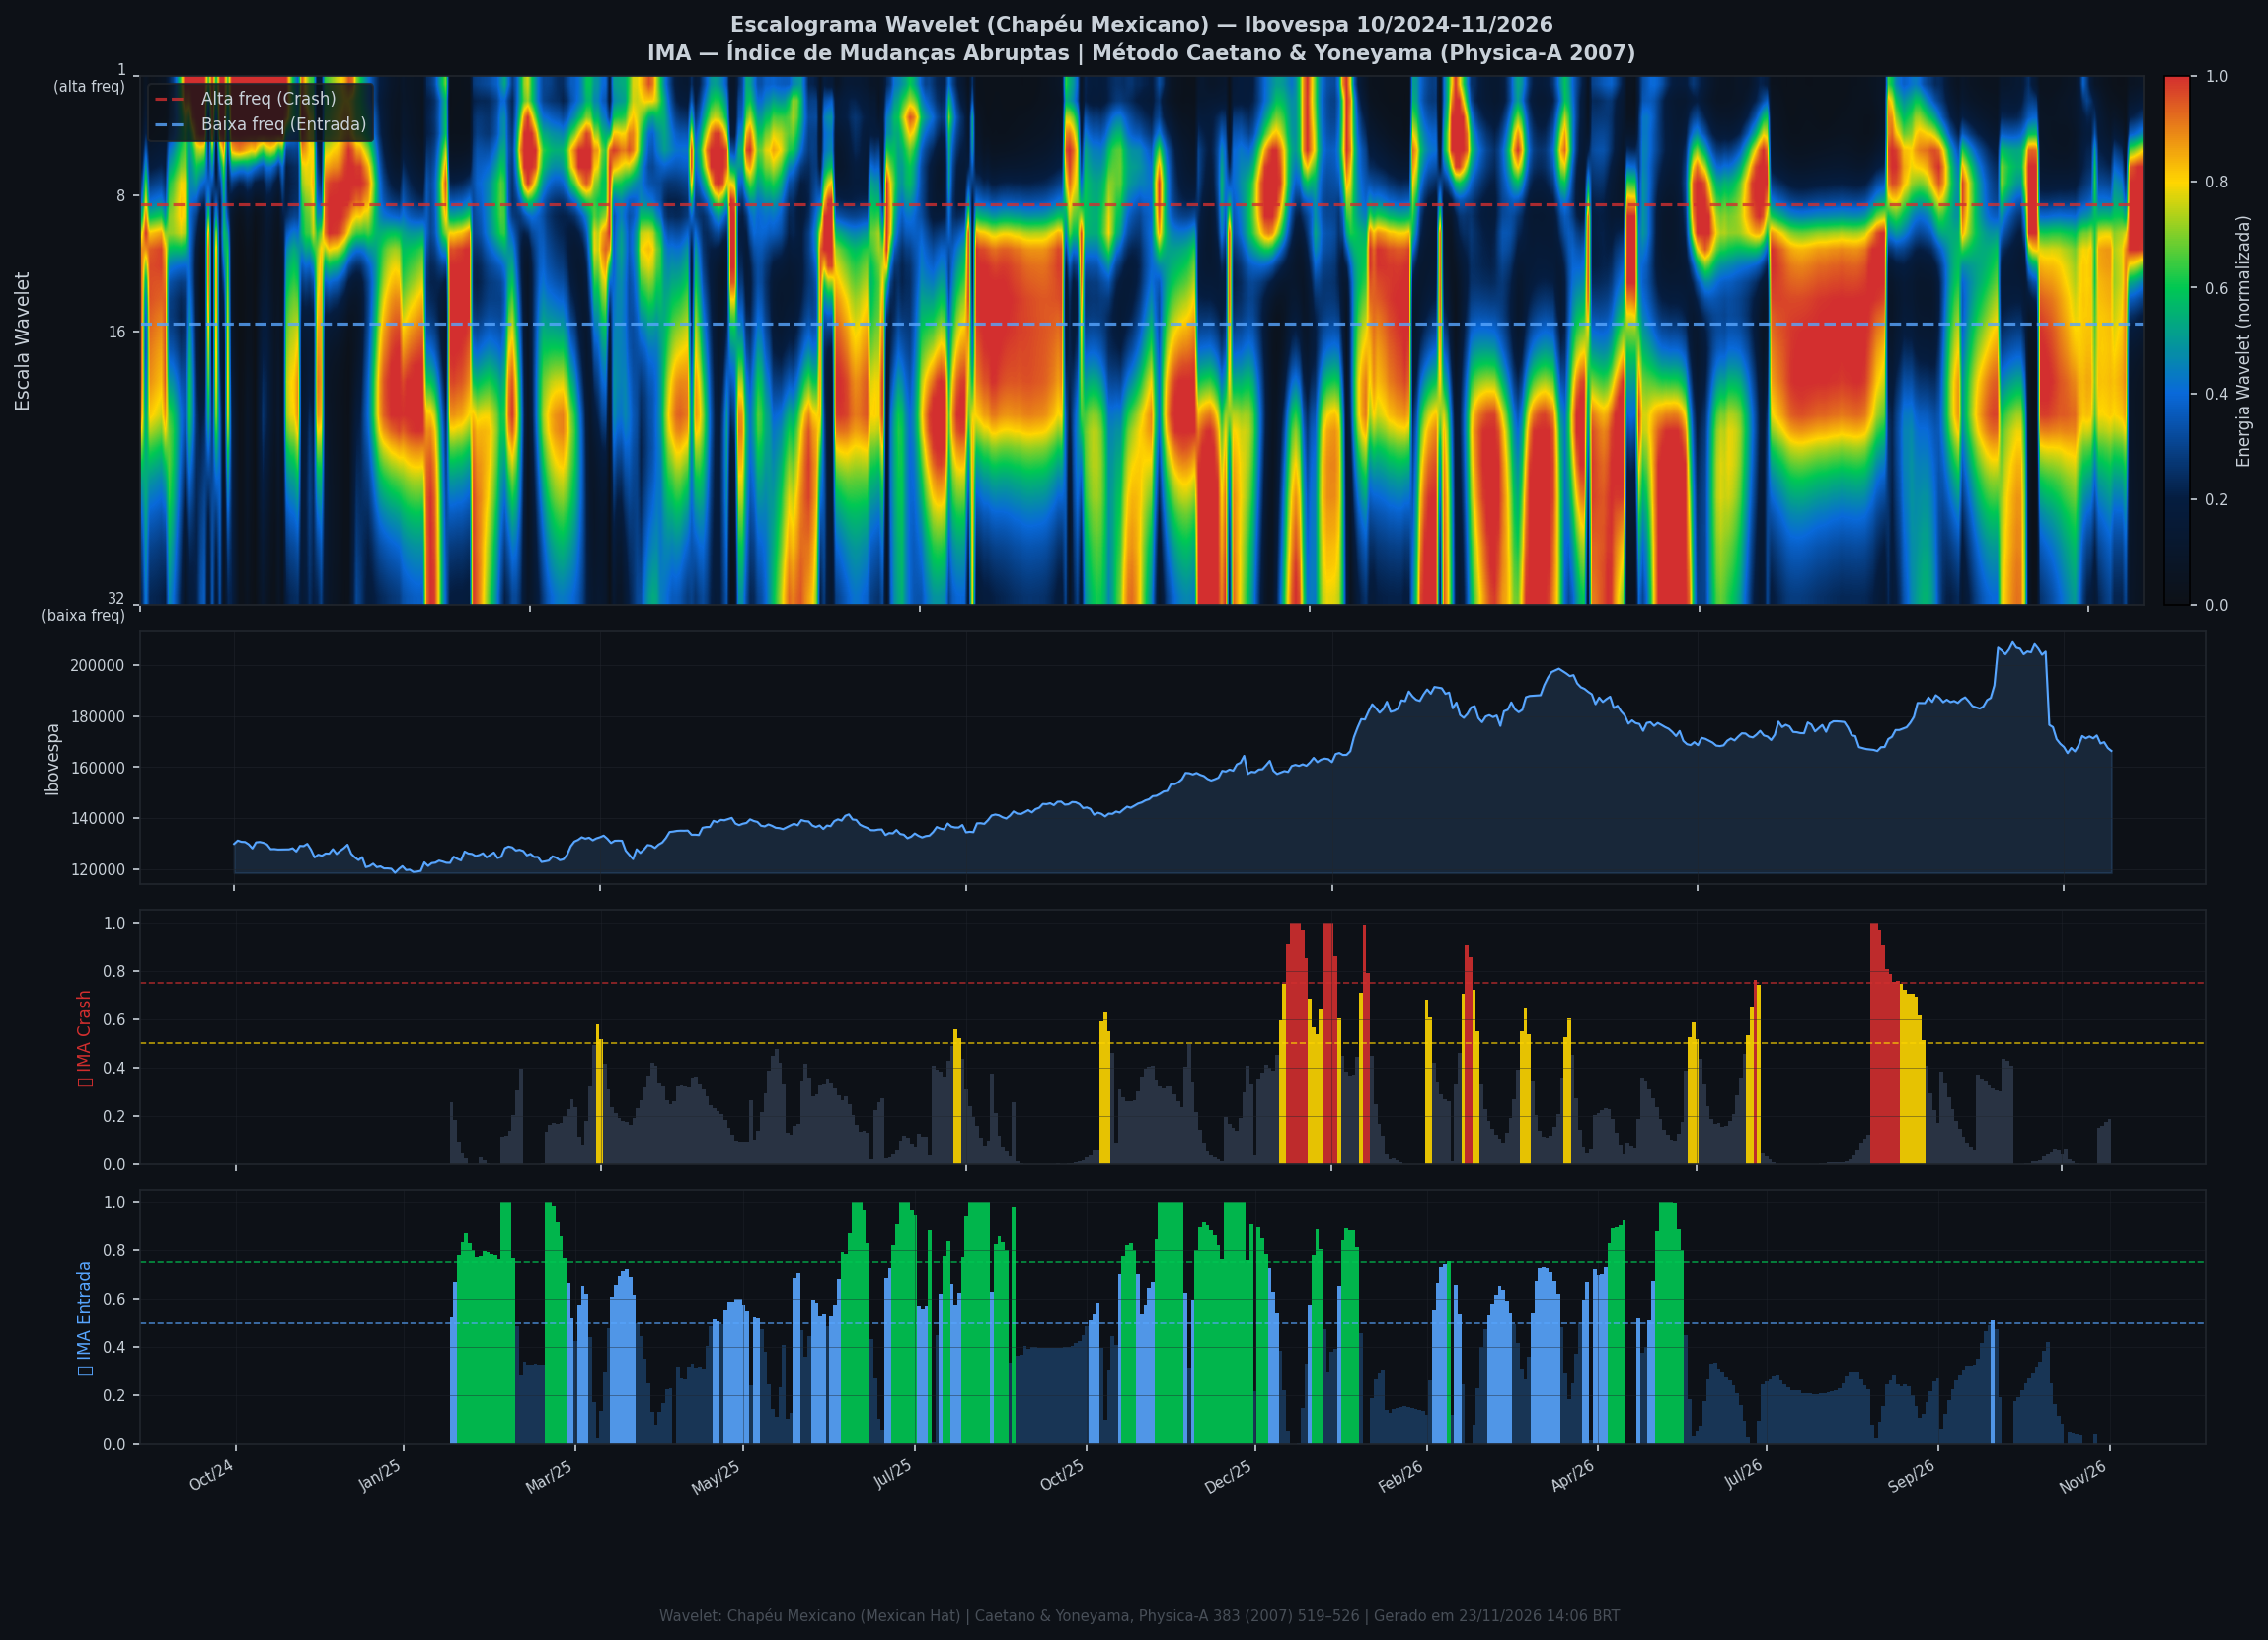 Escalograma Wavelet (Chapéu Mexicano) — Ibovespa 10/2024–11/2026
IMA — Índice de Mudanças Abruptas | Método Caetano & Yoneyama (Physica-A 2007)
1
(alta freq)
8
16
32
(baixa freq)
Escala Wavelet
Alta freq (Crash)
Baixa freq (Entrada)
1.0
0.8
0.6
0.4
0.2
0.0
Energia Wavelet (normalizada)
200000
180000
160000
140000
120000
Ibovespa
1.0
0.8
0.6
0.4
0.2
0.0
IMA Crash
1.0
0.8
0.6
0.4
0.2
0.0
IMA Entrada
Oct/24
Jan/25
Mar/25
May/25
Jul/25
Oct/25
Dec/25
Feb/26
Apr/26
Jul/26
Sep/26
Nov/26
Wavelet: Chapéu Mexicano (Mexican Hat) | Caetano & Yoneyama, Physica-A 383 (2007) 519–526 | Gerado em 23/11/2026 14:06 BRT